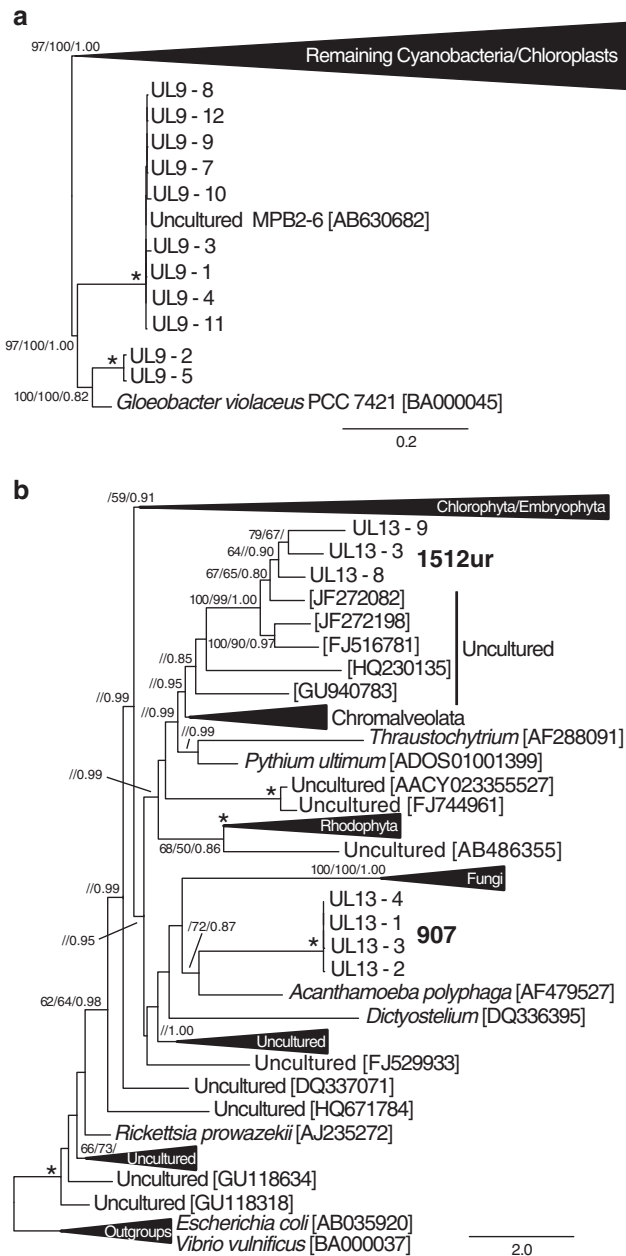 a
97/100/1.00
Remaining Cyanobacteria/Chloroplasts
UL9 - 8
UL9 - 12
UL9 - 9
UL9 - 7
UL9 - 10
Uncultured MPB2-6 [AB630682]
UL9 - 3
UL9 - 1
*
UL9 - 4
UL9 - 11
97/100/1.00
*
UL9 - 2
UL9 - 5
100/100/0.82
Gloeobacter violaceus PCC 7421 [BA000045]
0.2
b
/59/0.91
Chlorophyta/Embryophyta
79/67/
UL13 - 9
64//0.90
UL13 - 3
1512ur
67/65/0.80
UL13 - 8
100/99/1.00
[JF272082]
[JF272198]
100/90/0.97
[FJ516781]
Uncultured
//0.85
[HQ230135]
//0.95
[GU940783]
//0.99
//0.99
Chromalveolata
//0.99
Thraustochytrium [AF288091]
Pythium ultimum [ADOS01001399]
//0.99
*
Uncultured [AACY023355527]
Uncultured [FJ744961]
*
Rhodophyta
68/50/0.86
Uncultured [AB486355]
100/100/1.00
Fungi
//0.99
UL13 - 4
/72/0.87
UL13 - 1
907
*
UL13 - 3
//0.95
UL13 - 2
Acanthamoeba polyphaga [AF479527]
62/64/0.98
Dictyostelium [DQ336395]
//1.00
Uncultured
Uncultured [FJ529933]
Uncultured [DQ337071]
Uncultured [HQ671784]
Rickettsia prowazekii [AJ235272]
66/73/
Uncultured
*
Uncultured [GU118634]
Uncultured [GU118318]
Outgroups
Escherichia coli [AB035920]
Vibrio vulnificus [BA000037]
2.0